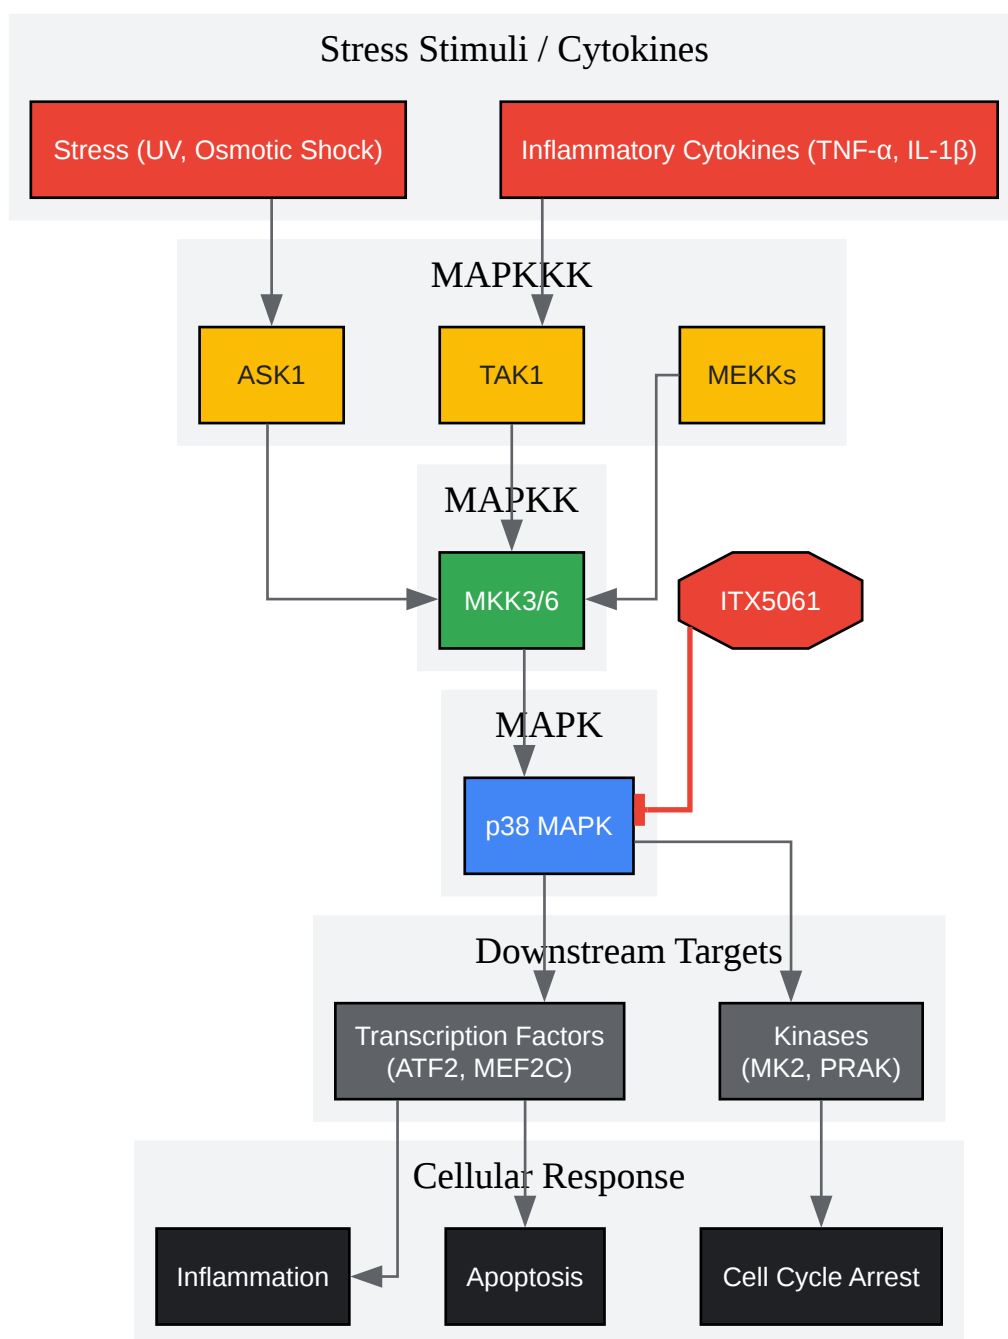 Stress Stimuli / Cytokines
Stress (UV, Osmotic Shock)
Inflammatory Cytokines (TNF-α, IL-1β)
MAPKKK
ASK1
TAK1
MEKKs
MAPKK
MKK3/6
ITX5061
MAPK
p38 MAPK
Downstream Targets
Transcription Factors
(ATF2, MEF2C)
Kinases
(MK2, PRAK)
Cellular Response
Inflammation
Apoptosis
Cell Cycle Arrest